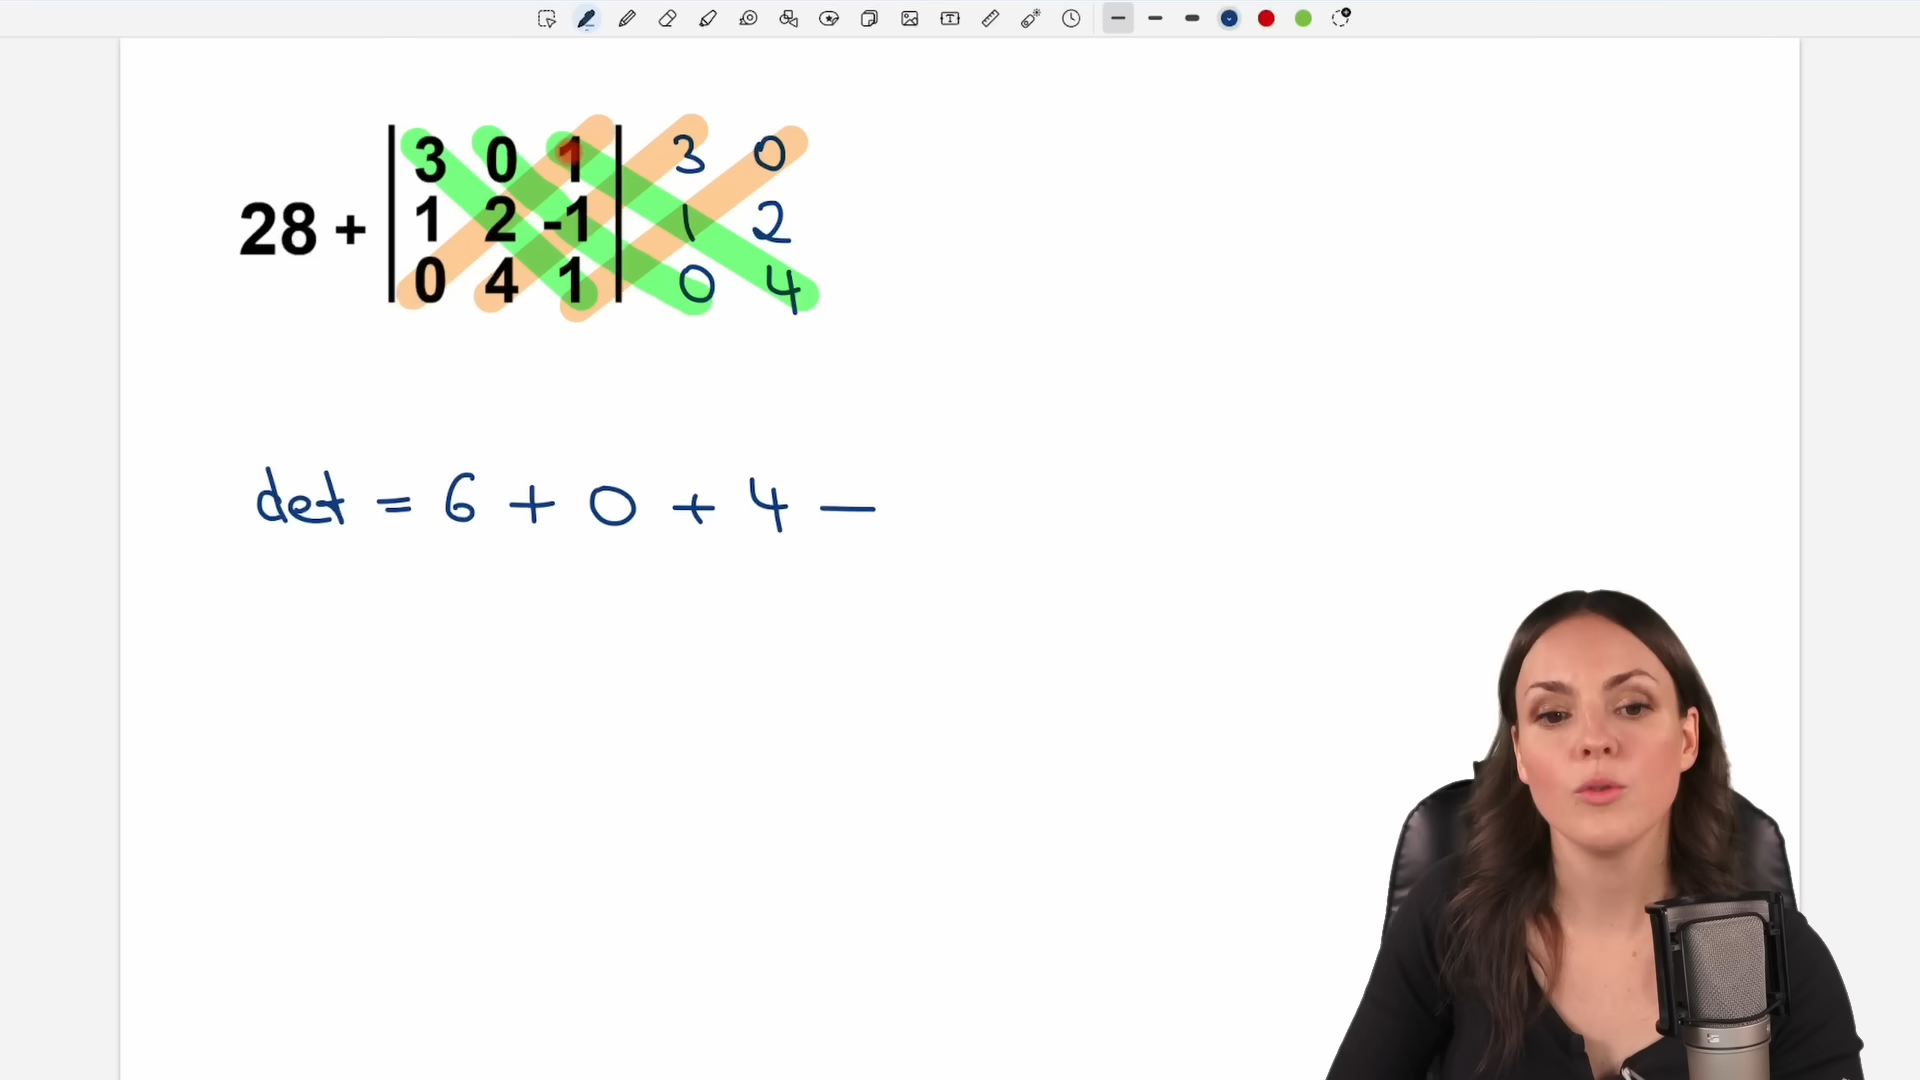 3 0 1 3 0
28 + 1 2 -1 1 2
0 4 1 0 4
det = 6 + 0 + 4 —